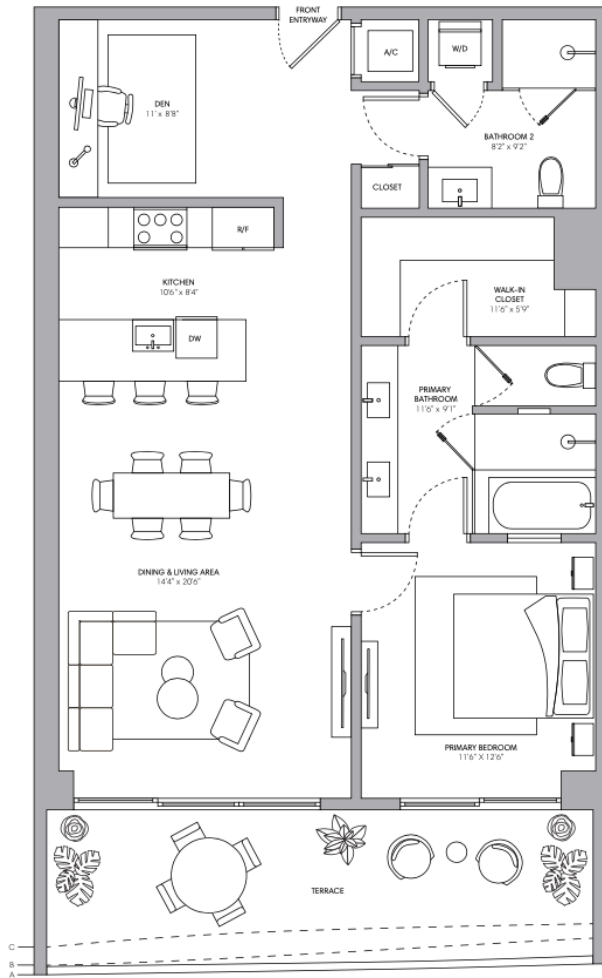 FRONT
ENTRYWAY
A/C
W/D
DEN
11' x 8'8"
BATHROOM 2
8'2" x 9'2"
CLOSET
R/F
KITCHEN
10'6" x 8'4"
WALK-IN
CLOSET
11'6" x 5'9"
DW
PRIMARY
BATHROOM
11'6" x 9'1"
DINING & LIVING AREA
14'4" x 20'6"
PRIMARY BEDROOM
11'6" X 12'6"
TERRACE
C
B
A